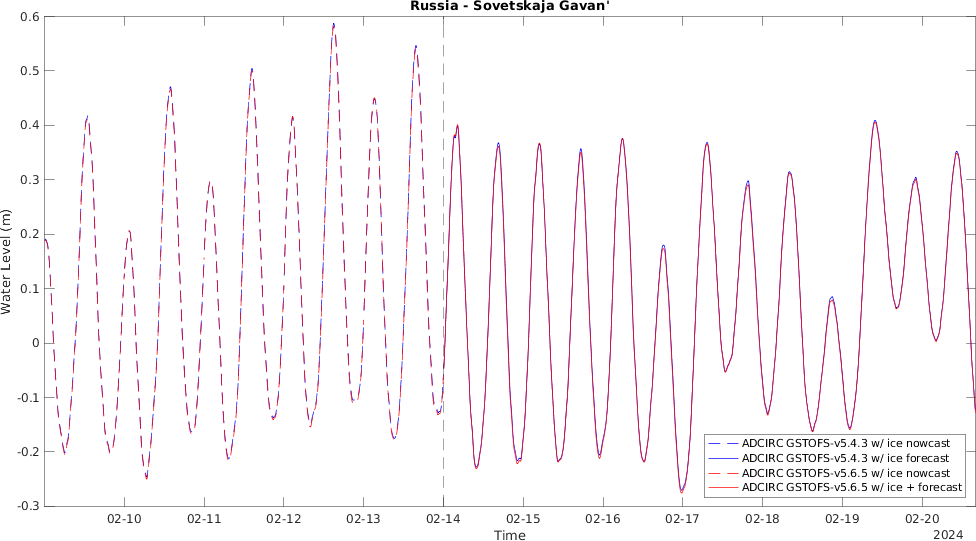 Russia - Sovetskaja Gavan'
0.6
0.5
0.4
0.3
0.2
0.1
0
-0.1
-0.2
-0.3
Water Level (m)
ADCIRC GSTOFS-v5.4.3 w/ ice nowcast
ADCIRC GSTOFS-v5.4.3 w/ ice forecast
ADCIRC GSTOFS-v5.6.5 w/ ice nowcast
ADCIRC GSTOFS-v5.6.5 w/ ice + forecast
02-10 02-11 02-12 02-13 02-14 02-15 02-16 02-17 02-18 02-19 02-20
Time
2024